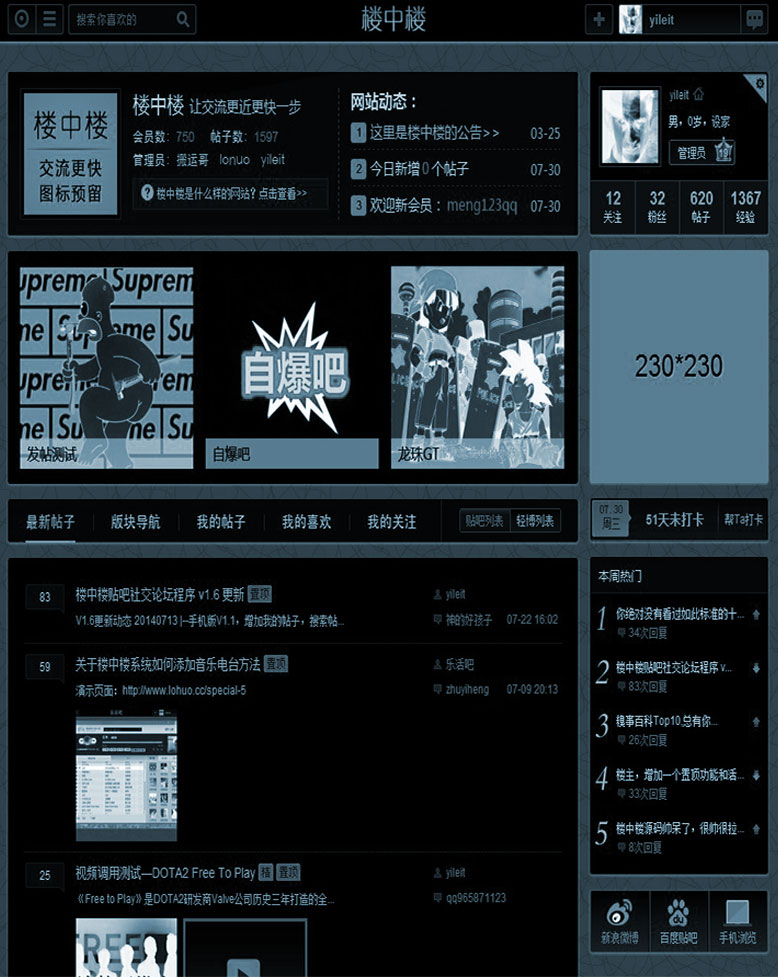 搜索你喜欢的
楼中楼
yileit
楼中楼
交流更快
图标预留
楼中楼 让交流更近更快一步
会员数：750 帖子数：1597
管理员：搬运哥 lonuo yileit
? 楼中楼是什么样的网站？点击查看>>
网站动态：
1 这里是楼中楼的公告>> 03-25
2 今日新增0个帖子 07-30
3 欢迎新会员：meng123qq 07-30
yileit
男，0岁，设家
管理员 19
12 32 620 1367
关注 粉丝 帖子 经验
upreme Suprem
me Supreme Su
发帖测试
自爆吧
自爆吧
POLICE
龙珠GT
230*230
最新帖子 版块导航 我的帖子 我的喜欢 我的关注 贴吧列表 轻博列表
07.30
周三
51天未打卡 帮Ta打卡
83 楼中楼贴吧社交论坛程序 v1.6 更新 置顶 yileit
V1.6更新动态 20140713 |--手机版V1.1，增加我的帖子，搜索帖... 神的好孩子 07-22 16:02
59 关于楼中楼系统如何添加音乐电台方法 置顶 乐活吧
演示页面：http://www.lohuo.cc/special-5 zhuyiheng 07-09 20:13
25 视频调用测试—DOTA2 Free To Play 精 置顶 yileit
《Free to Play》是DOTA2研发商Valve公司历史三年打造的全... qq965871123
FREE
本周热门
1 你绝对没有看过如此标准的十...
34次回复
2 楼中楼贴吧社交论坛程序 v...
83次回复
3 糗事百科Top10,总有你...
26次回复
4 楼主，增加一个置顶功能和活...
33次回复
5 楼中楼源码帅呆了，很帅很拉...
8次回复
du
新浪微博 百度贴吧 手机浏览